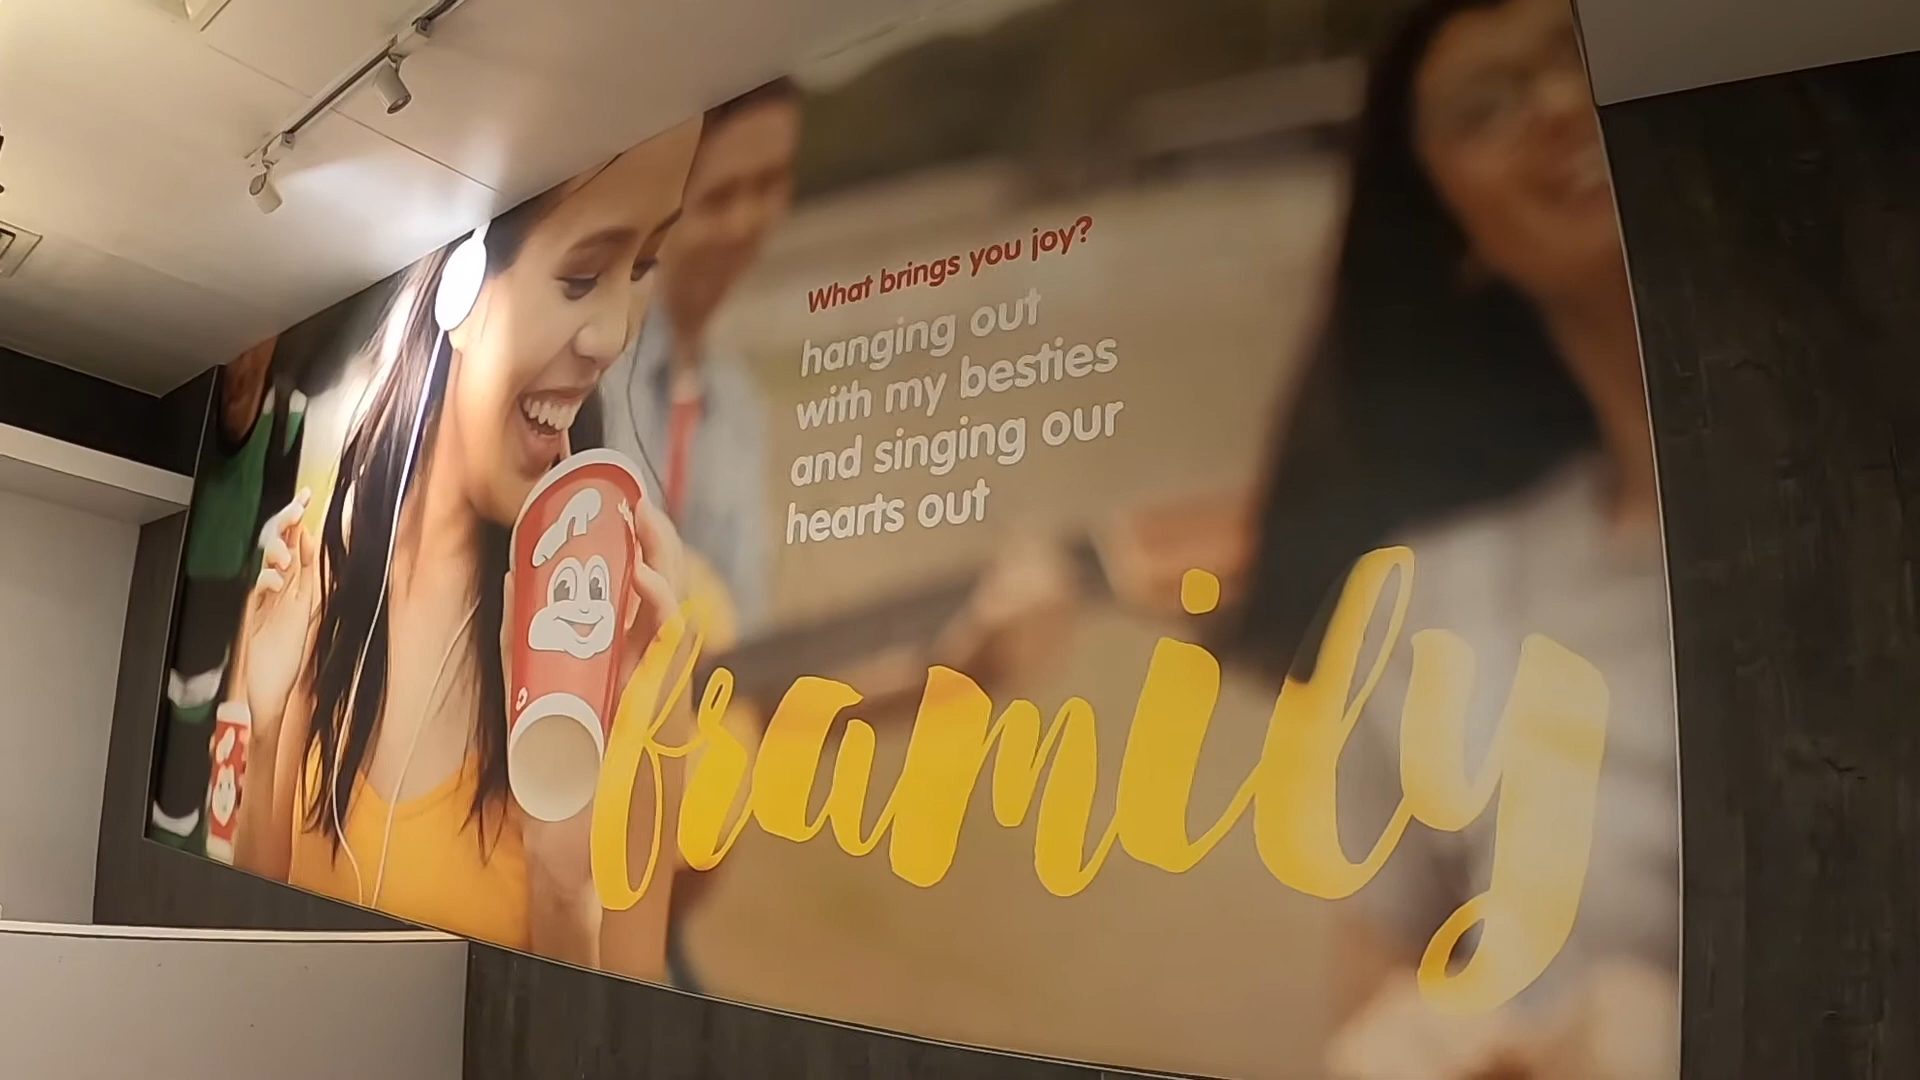 What brings you joy?
hanging out
with my besties
and singing our
hearts out
framily